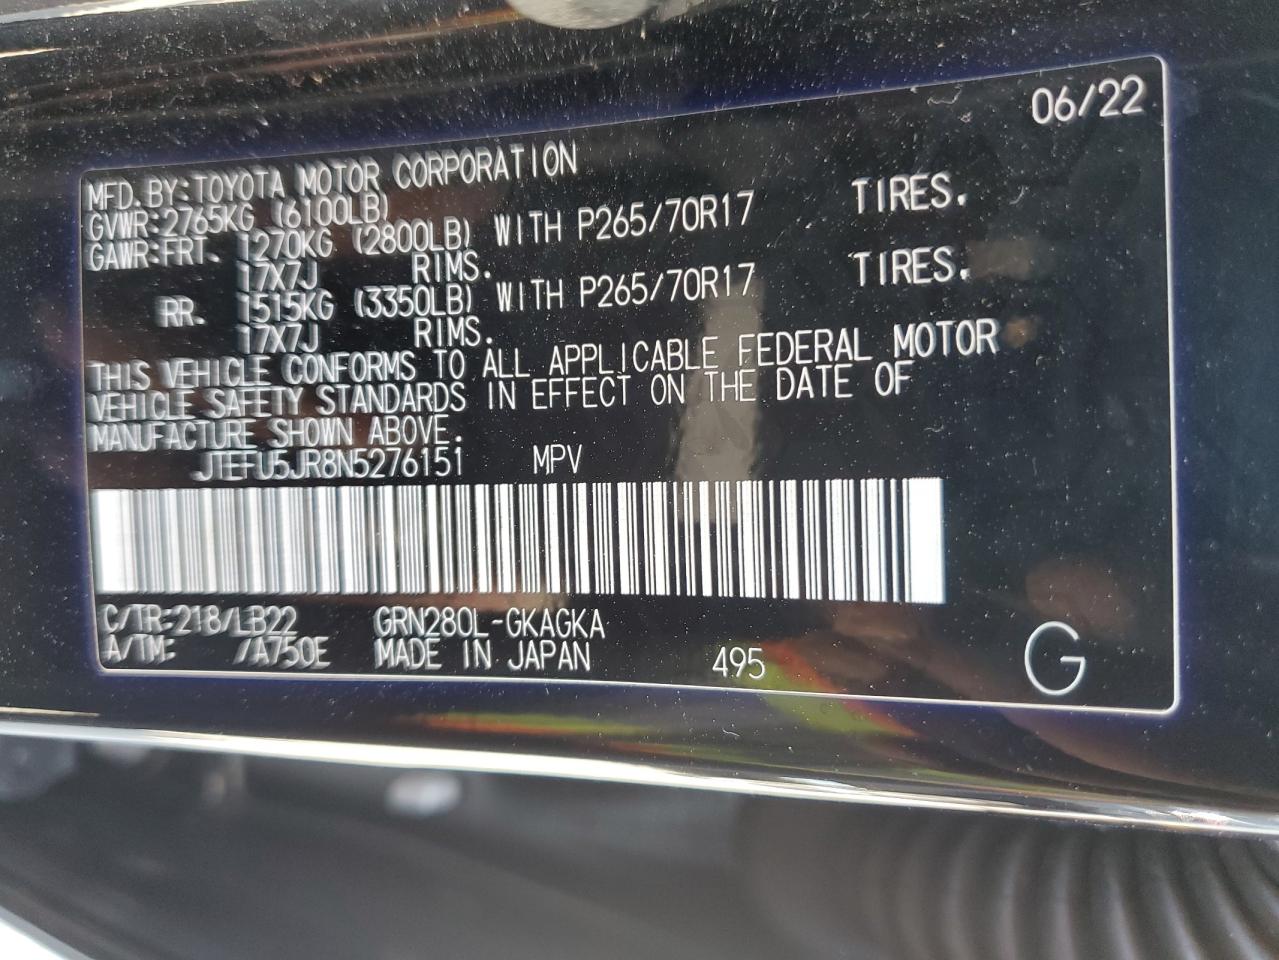 06/22
MFD.BY:TOYOTA MOTOR CORPORATION
GVWR:2765KG (6100LB)
GAWR:FRT. 1270KG (2800LB) WITH P265/70R17 TIRES.
17X7J RIMS.
RR. 1515KG (3350LB) WITH P265/70R17 TIRES.
17X7J RIMS.
THIS VEHICLE CONFORMS TO ALL APPLICABLE FEDERAL MOTOR
VEHICLE SAFETY STANDARDS IN EFFECT ON THE DATE OF
MANUFACTURE SHOWN ABOVE.
JTEFU5JR8N5276151 MPV
C/TR:218/LB22 GRN280L-GKAGKA
A/TM: /A750E MADE IN JAPAN 495 G